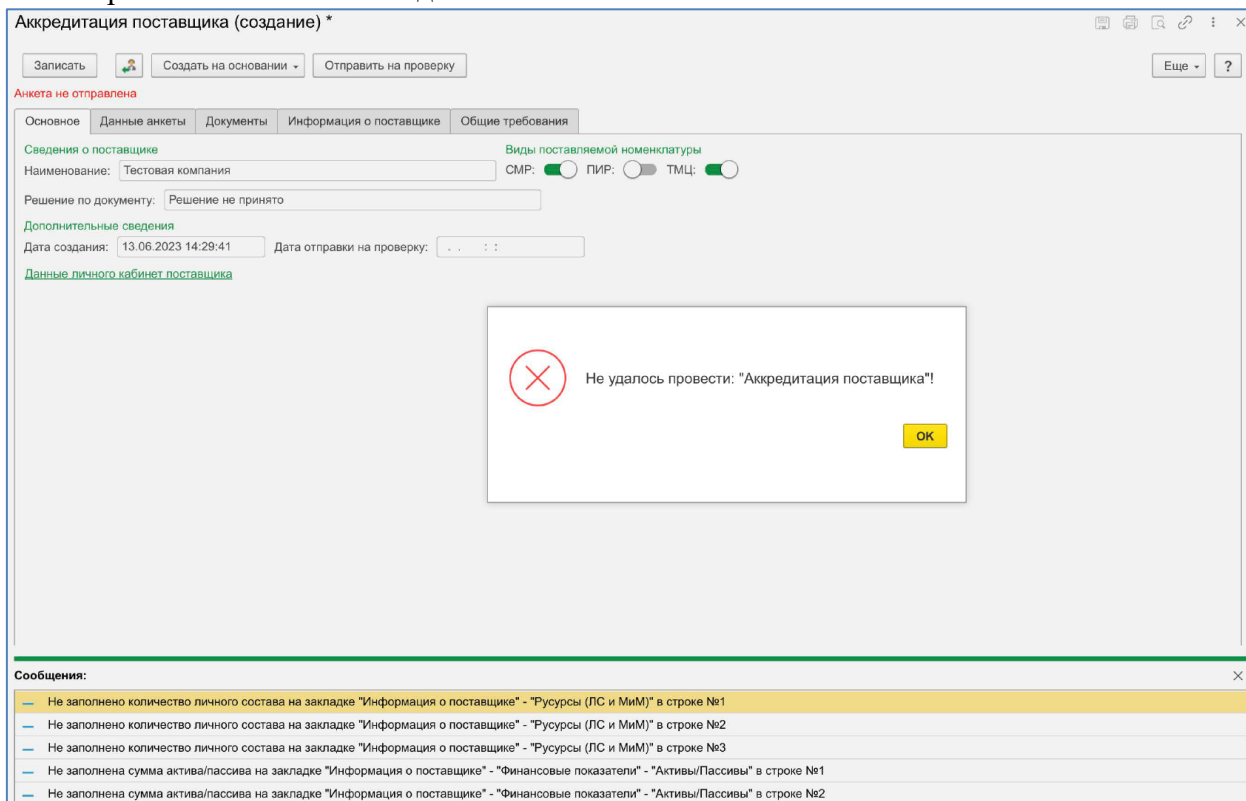 Аккредитация поставщика (создание) *
Записать Создать на основании Отправить на проверку Еще ?
Анкета не отправлена
Основное Данные анкеты Документы Информация о поставщике Общие требования
Сведения о поставщике Виды поставляемой номенклатуры
Наименование: Тестовая компания СМР: ПИР: ТМЦ:
Решение по документу: Решение не принято
Дополнительные сведения
Дата создания: 13.06.2023 14:29:41 Дата отправки на проверку: . . : :
Данные личного кабинет поставщика
Не удалось провести: "Аккредитация поставщика"!
OK
Сообщения:
Не заполнено количество личного состава на закладке "Информация о поставщике" - "Русурсы (ЛС и МиМ)" в строке №1
Не заполнено количество личного состава на закладке "Информация о поставщике" - "Русурсы (ЛС и МиМ)" в строке №2
Не заполнено количество личного состава на закладке "Информация о поставщике" - "Русурсы (ЛС и МиМ)" в строке №3
Не заполнена сумма актива/пассива на закладке "Информация о поставщике" - "Финансовые показатели" - "Активы/Пассивы" в строке №1
Не заполнена сумма актива/пассива на закладке "Информация о поставщике" - "Финансовые показатели" - "Активы/Пассивы" в строке №2